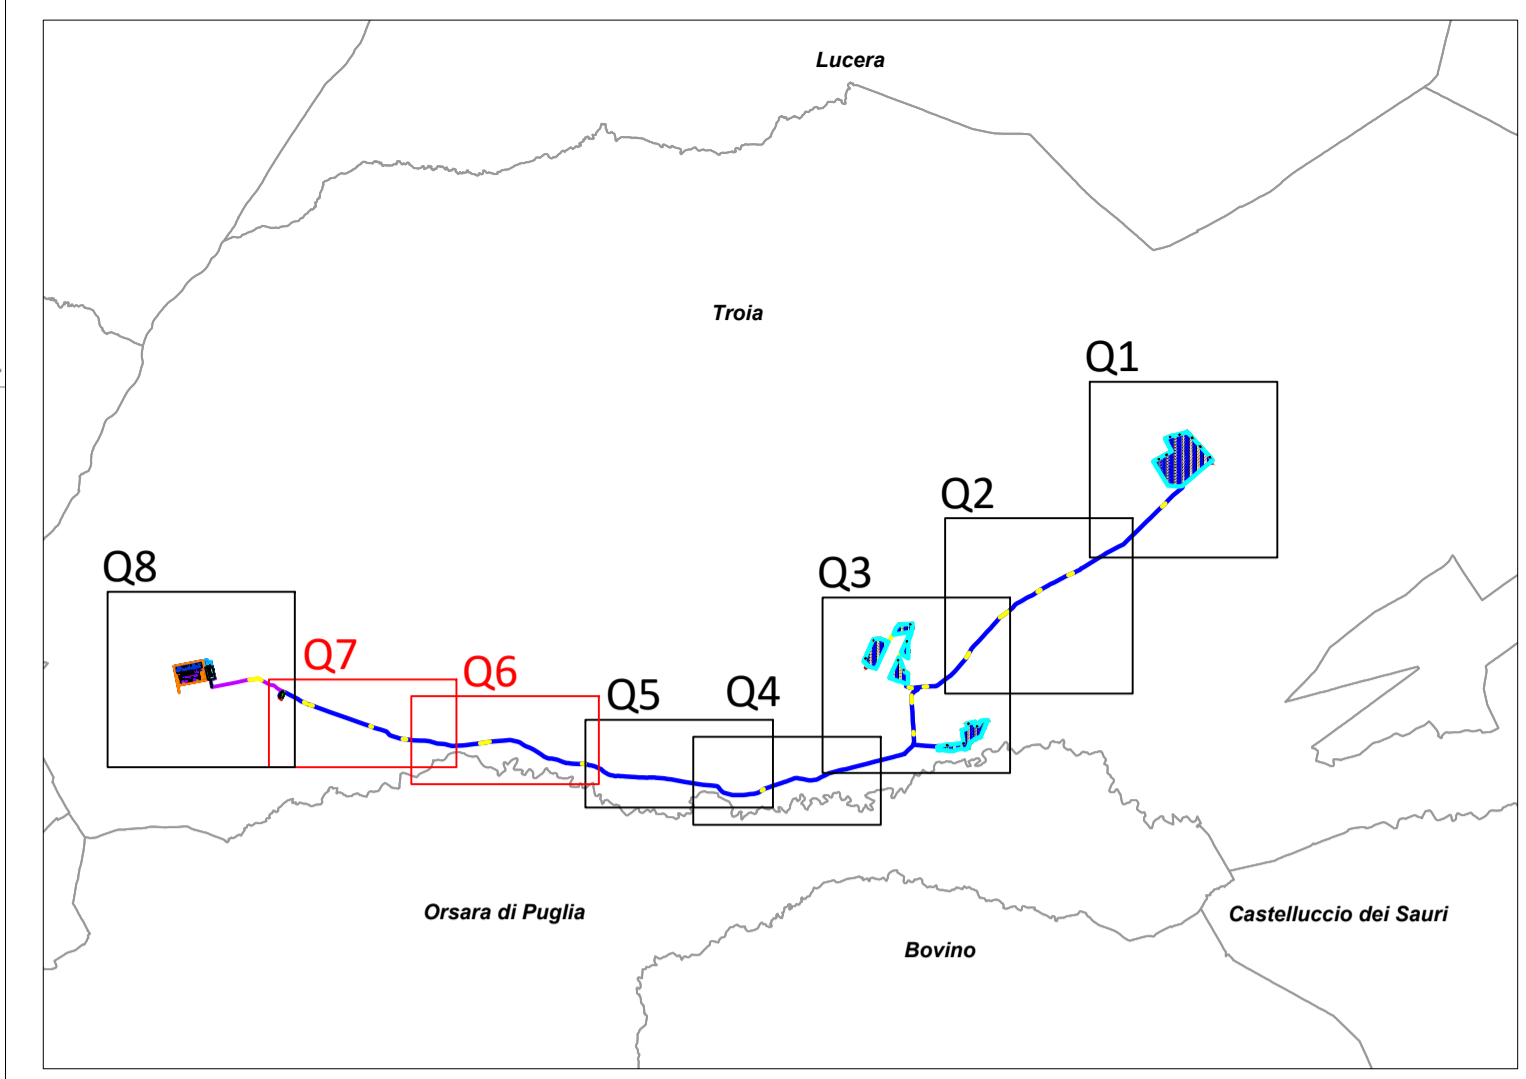 Lucera
Troia
Q1
Q2
Q8
Q3
Q7
Q6
Q5
Q4
Orsara di Puglia
Castelluccio dei Sauri
Bovino